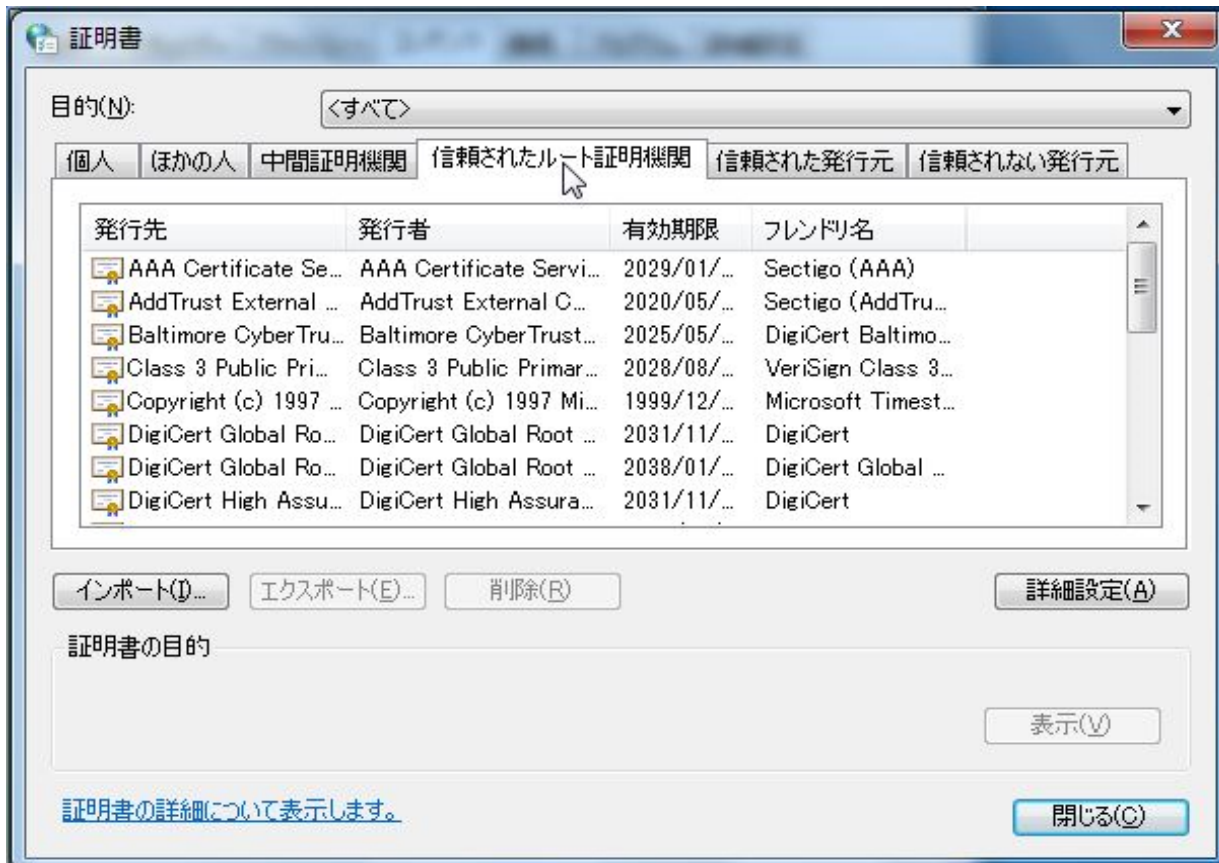 証明書
目的(N): <すべて>
個人 ほかの人 中間証明機関 信頼されたルート証明機関 信頼された発行元 信頼されない発行元
発行先 発行者 有効期限 フレンドリ名
AAA Certificate Se... AAA Certificate Servi... 2029/01/... Sectigo (AAA)
AddTrust External ... AddTrust External C... 2020/05/... Sectigo (AddTru...
Baltimore CyberTru... Baltimore CyberTrust... 2025/05/... DigiCert Baltimo...
Class 3 Public Pri... Class 3 Public Primar... 2028/08/... VeriSign Class 3...
Copyright (c) 1997 ... Copyright (c) 1997 Mi... 1999/12/... Microsoft Timest...
DigiCert Global Ro... DigiCert Global Root ... 2031/11/... DigiCert
DigiCert Global Ro... DigiCert Global Root ... 2038/01/... DigiCert Global ...
DigiCert High Assu... DigiCert High Assura... 2031/11/... DigiCert
インポート(I)... エクスポート(E)... 削除(R) 詳細設定(A)
証明書の目的
表示(V)
証明書の詳細について表示します。
閉じる(C)